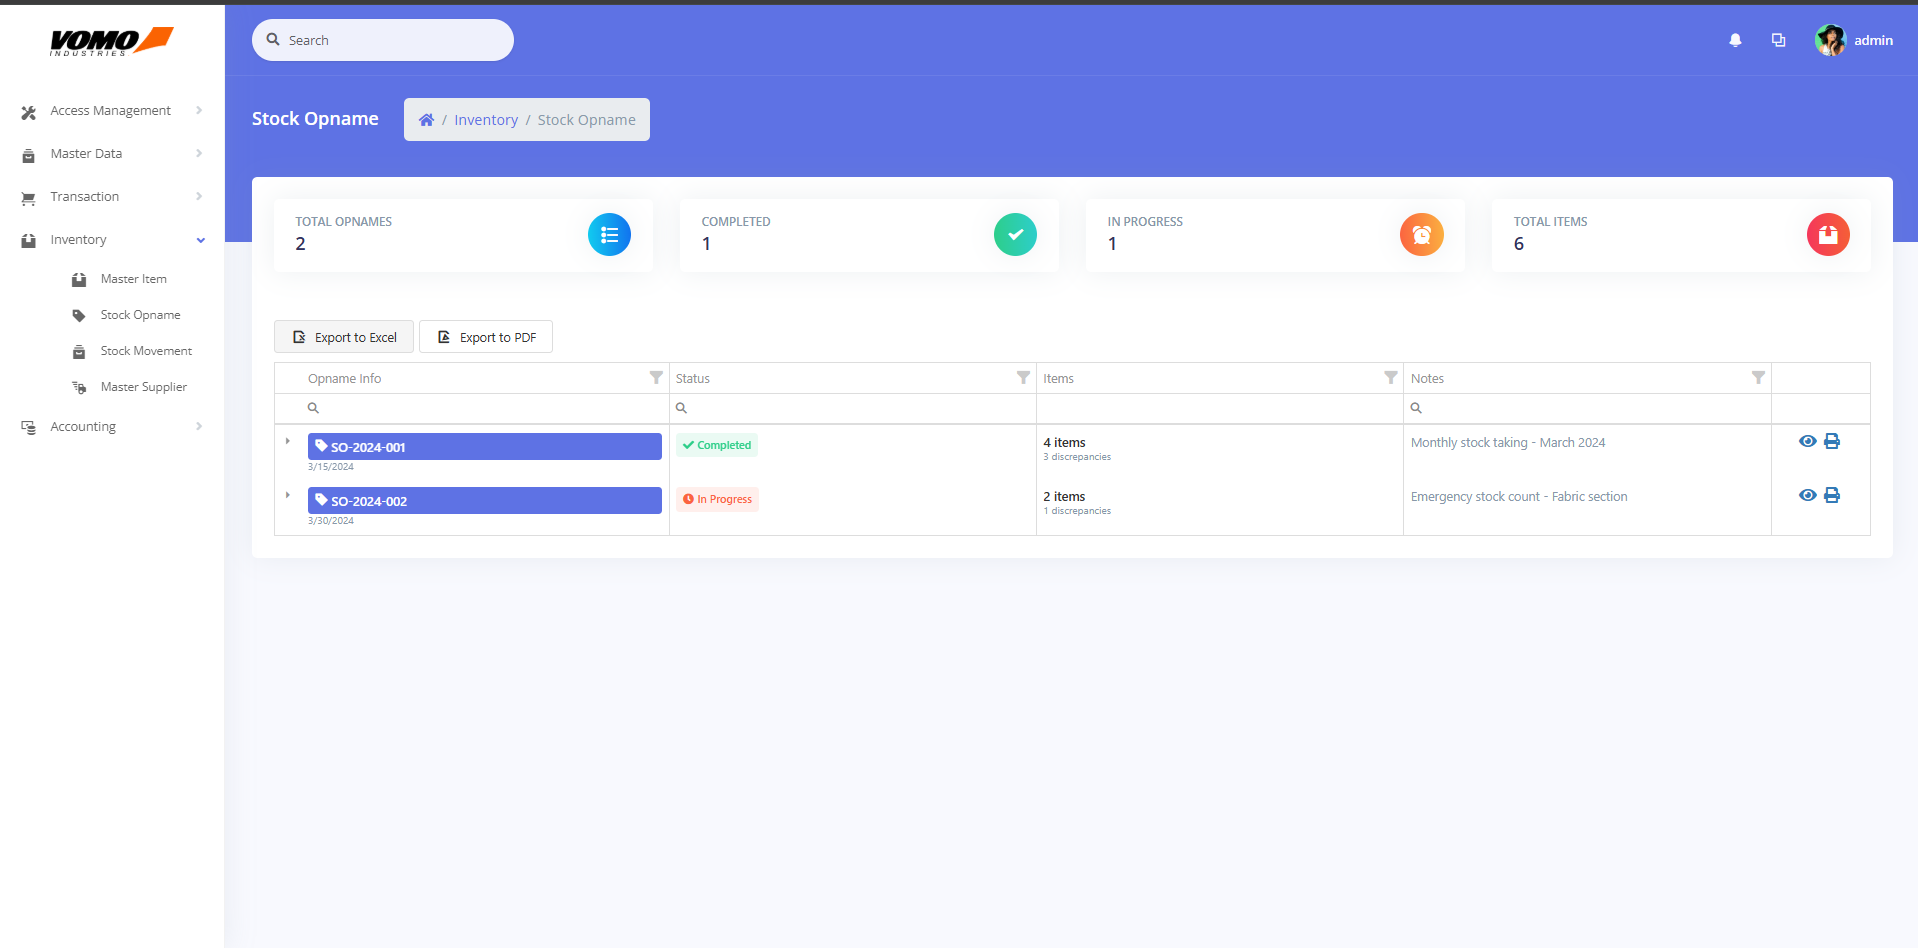 VOMO
INDUSTRIES
Search
admin
Access Management
Master Data
Transaction
Inventory
Master Item
Stock Opname
Stock Movement
Master Supplier
Accounting
Stock Opname
/ Inventory / Stock Opname
TOTAL OPNAMES
2
COMPLETED
1
IN PROGRESS
1
TOTAL ITEMS
6
Export to Excel
Export to PDF
Opname Info
Status
Items
Notes
SO-2024-001
3/15/2024
Completed
4 items
3 discrepancies
Monthly stock taking - March 2024
SO-2024-002
3/30/2024
In Progress
2 items
1 discrepancies
Emergency stock count - Fabric section